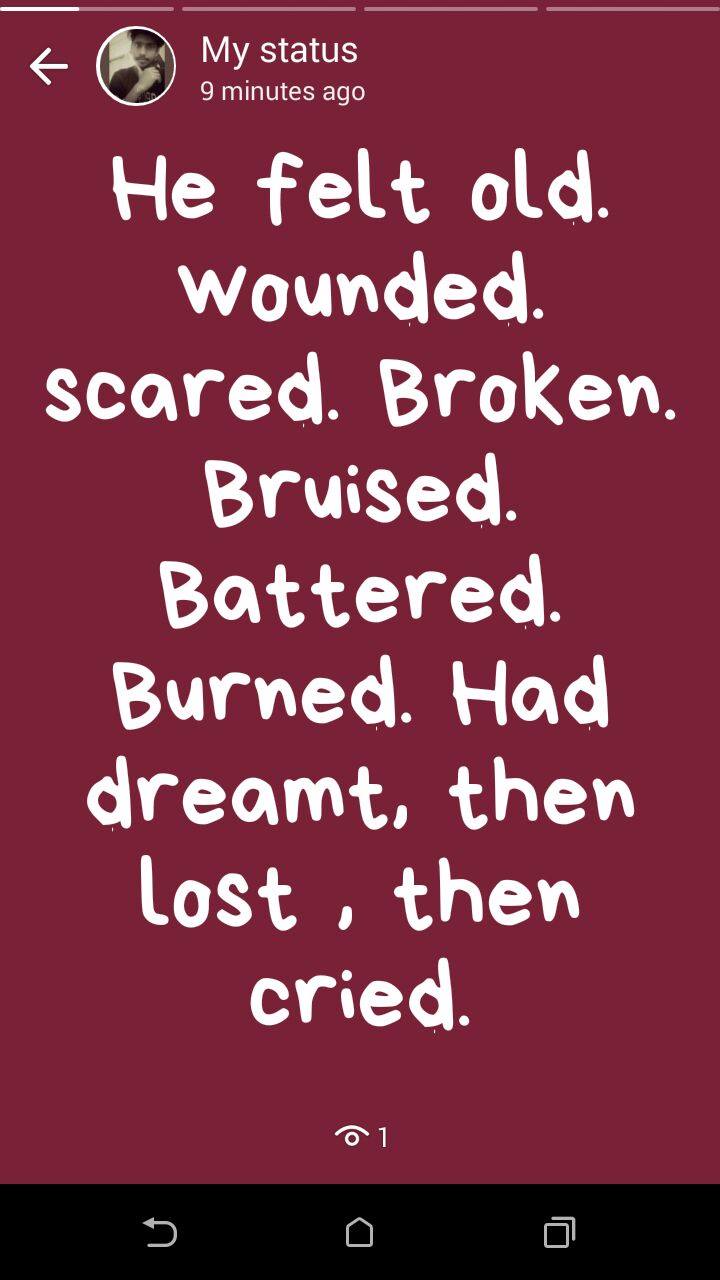 My status
9 minutes ago
He felt old.
wounded.
scared. Broken.
Bruised.
Battered.
Burned. Had
dreamt, then
lost , then
cried.
1